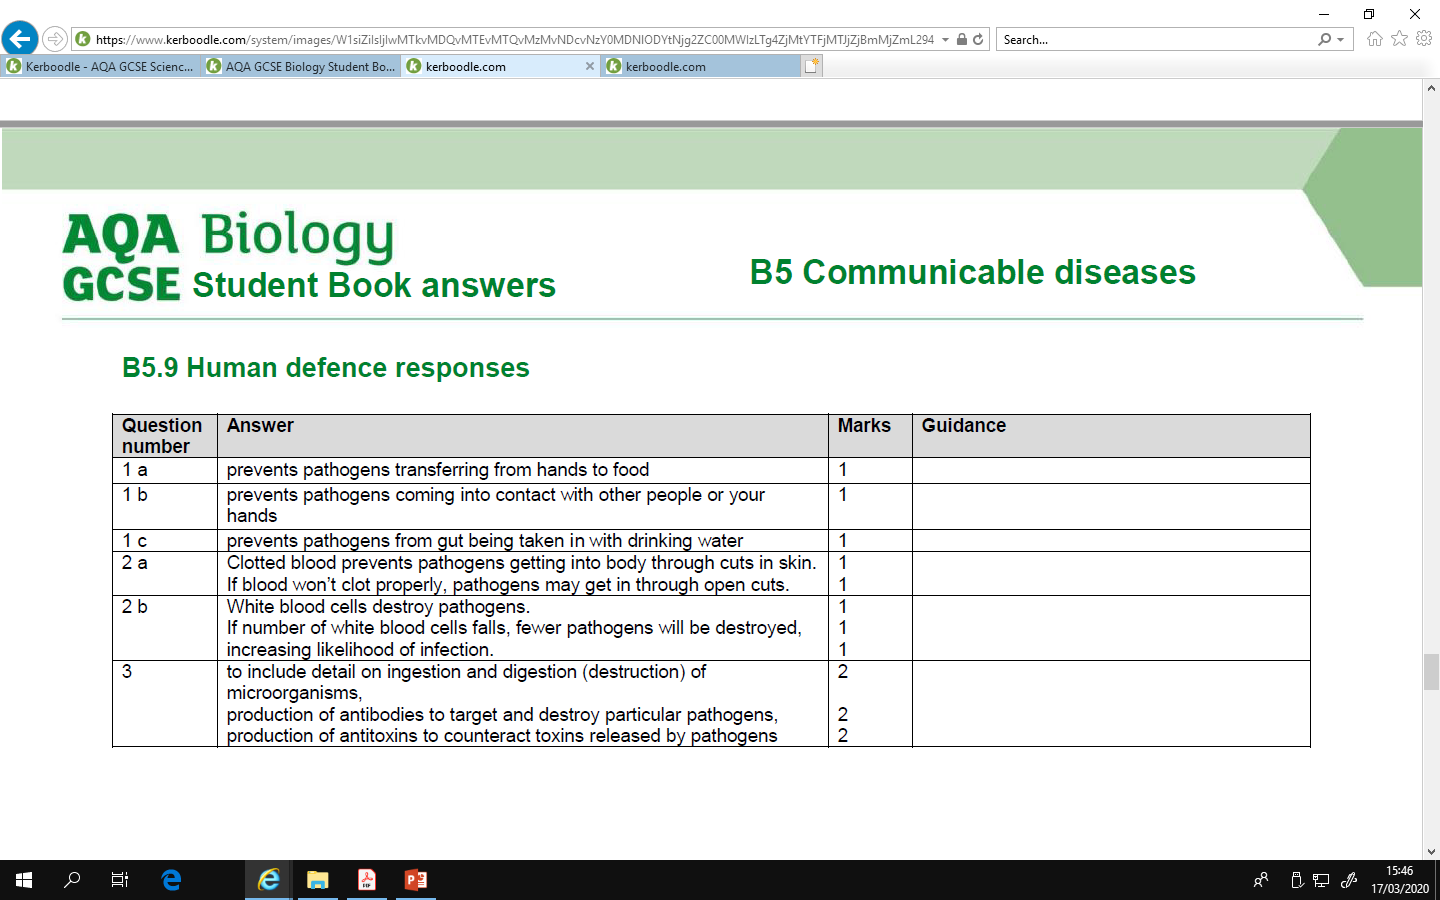 https://www.kerboodle.com/system/images/W1siZiIsIjIwMTkvMDQvMTEvMTQvMzMvNDcvNzY0MDNlODYtNjg2ZC00MWIzLTg4ZjMtYTFjMTJjZjBmMjZmL294
Search...
Kerboodle - AQA GCSE Scienc...
AQA GCSE Biology Student Bo...
kerboodle.com
kerboodle.com
AQA Biology
GCSE Student Book answers
B5 Communicable diseases
B5.9 Human defence responses
Question number Answer Marks Guidance
1 a prevents pathogens transferring from hands to food 1
1 b prevents pathogens coming into contact with other people or your 1
hands
1 c prevents pathogens from gut being taken in with drinking water 1
2 a Clotted blood prevents pathogens getting into body through cuts in skin. 1
If blood won't clot properly, pathogens may get in through open cuts. 1
2 b White blood cells destroy pathogens. 1
If number of white blood cells falls, fewer pathogens will be destroyed, 1
increasing likelihood of infection. 1
3 to include detail on ingestion and digestion (destruction) of 2
microorganisms,
production of antibodies to target and destroy particular pathogens, 2
production of antitoxins to counteract toxins released by pathogens 2
15:46
17/03/2020